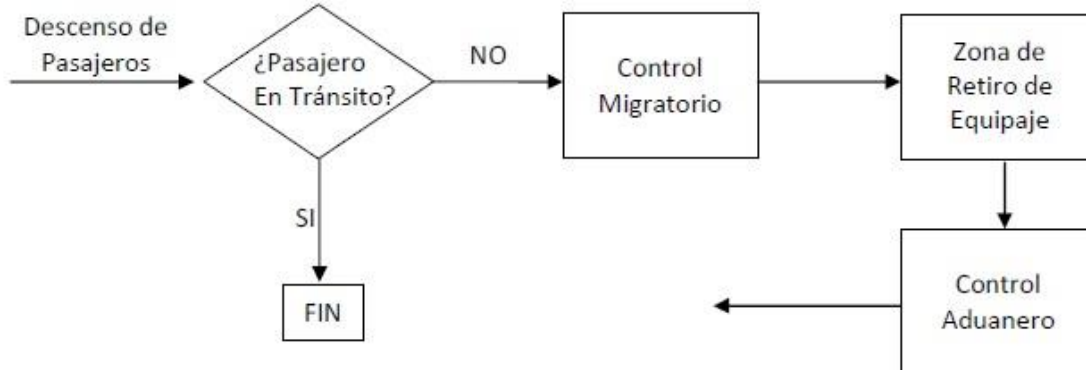 Descenso de
Pasajeros
¿Pasajero
En Tránsito?
NO
Control
Migratorio
Zona de
Retiro de
Equipaje
SI
FIN
Control
Aduanero